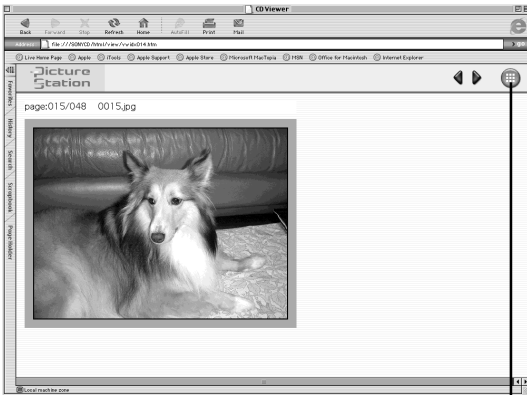 CD Viewer
Back Forward Stop Refresh Home AutoFill Print Mail
Address file:///SONYCD/html/view/vwidx014.htm go
Live Home Page Apple iTools Apple Support Apple Store Microsoft MacTopia MSN Office for Macintosh Internet Explorer
Picture
Station
Favorites
History
Search
Scrapbook
Page Holder
page:015/048 0015.jpg
Local machine zone